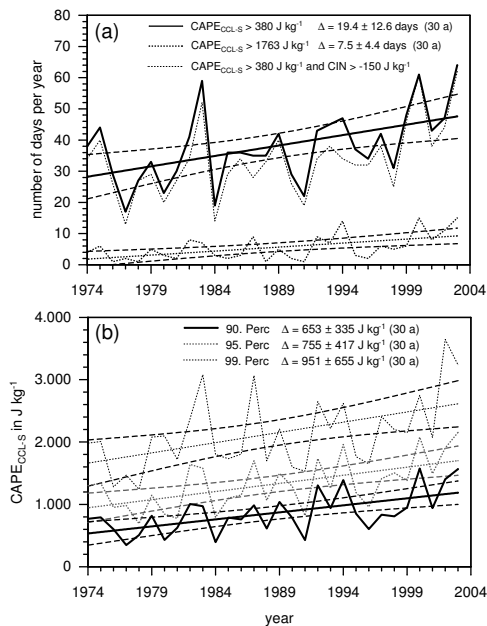 (a)
CAPE_CCL-S > 380 J kg⁻¹ Δ = 19.4 ± 12.6 days (30 a)
CAPE_CCL-S > 1763 J kg⁻¹ Δ = 7.5 ± 4.4 days (30 a)
CAPE_CCL-S > 380 J kg⁻¹ and CIN > -150 J kg⁻¹
number of days per year
80
70
60
50
40
30
20
10
0
1974 1979 1984 1989 1994 1999 2004
(b)
90. Perc Δ = 653 ± 335 J kg⁻¹ (30 a)
95. Perc Δ = 755 ± 417 J kg⁻¹ (30 a)
99. Perc Δ = 951 ± 655 J kg⁻¹ (30 a)
CAPE_CCL-S in J kg⁻¹
4.000
3.000
2.000
1.000
0
1974 1979 1984 1989 1994 1999 2004
year